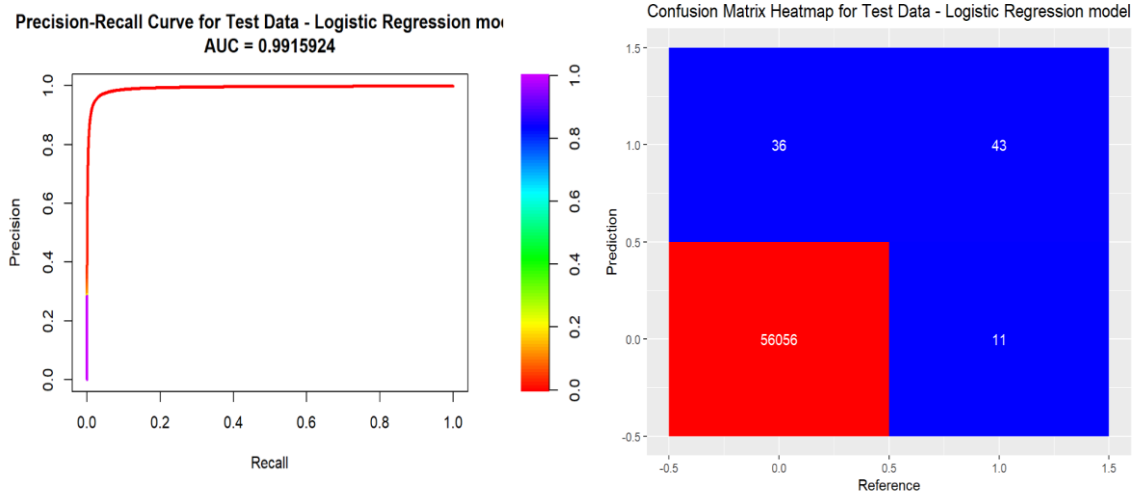 Precision-Recall Curve for Test Data - Logistic Regression mo
AUC = 0.9915924
Precision
0.0 0.2 0.4 0.6 0.8 1.0
0.0 0.2 0.4 0.6 0.8 1.0
Recall
0.0 0.2 0.4 0.6 0.8 1.0
Confusion Matrix Heatmap for Test Data - Logistic Regression model
Prediction
1.5
1.0
0.5
0.0
-0.5
36 43
56056 11
-0.5 0.0 0.5 1.0 1.5
Reference